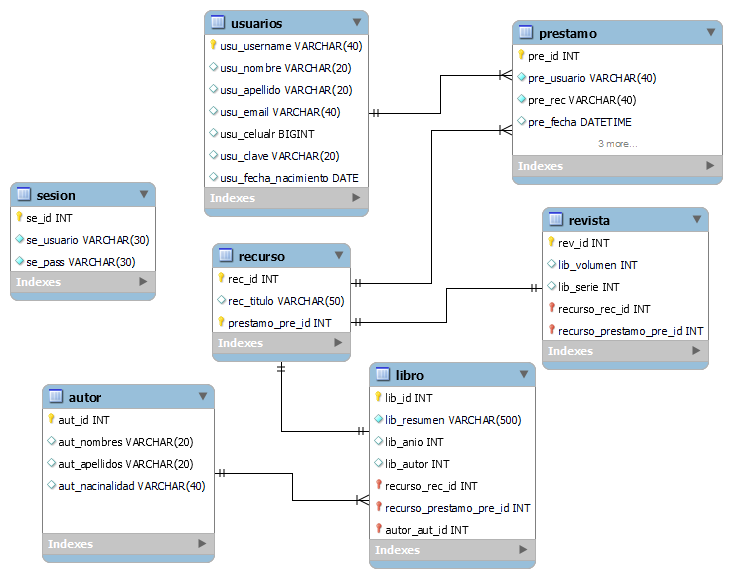 usuarios
usu_username VARCHAR(40)
usu_nombre VARCHAR(20)
usu_apellido VARCHAR(20)
usu_email VARCHAR(40)
usu_celualr BIGINT
usu_clave VARCHAR(20)
usu_fecha_nacimiento DATE
Indexes
prestamo
pre_id INT
pre_usuario VARCHAR(40)
pre_rec VARCHAR(40)
pre_fecha DATETIME
3 more...
Indexes
sesion
se_id INT
se_usuario VARCHAR(30)
se_pass VARCHAR(30)
Indexes
recurso
rec_id INT
rec_titulo VARCHAR(50)
prestamo_pre_id INT
Indexes
revista
rev_id INT
lib_volumen INT
lib_serie INT
recurso_rec_id INT
recurso_prestamo_pre_id INT
Indexes
autor
aut_id INT
aut_nombres VARCHAR(20)
aut_apellidos VARCHAR(20)
aut_nacinalidad VARCHAR(40)
Indexes
libro
lib_id INT
lib_resumen VARCHAR(500)
lib_anio INT
lib_autor INT
recurso_rec_id INT
recurso_prestamo_pre_id INT
autor_aut_id INT
Indexes